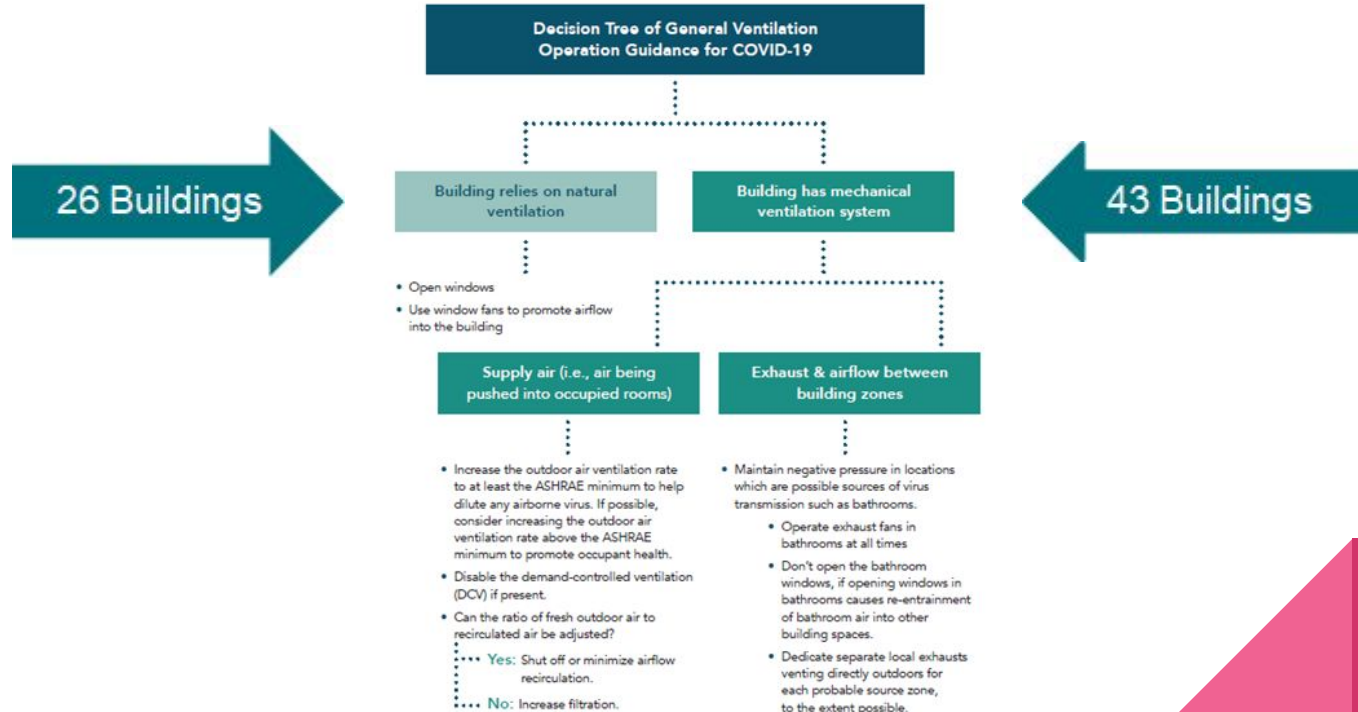 Decision Tree of General Ventilation
Operation Guidance for COVID-19
26 Buildings
43 Buildings
Building relies on natural
ventilation
Building has mechanical
ventilation system
• Open windows
• Use window fans to promote airflow
into the building
Supply air (i.e., air being
pushed into occupied rooms)
Exhaust & airflow between
building zones
• Increase the outdoor air ventilation rate
to at least the ASHRAE minimum to help
dilute any airborne virus. If possible,
consider increasing the outdoor air
ventilation rate above the ASHRAE
minimum to promote occupant health.
• Disable the demand-controlled ventilation
(DCV) if present.
• Can the ratio of fresh outdoor air to
recirculated air be adjusted?
Yes: Shut off or minimize airflow
recirculation.
No: Increase filtration.
• Maintain negative pressure in locations
which are possible sources of virus
transmission such as bathrooms.
• Operate exhaust fans in
bathrooms at all times
• Don't open the bathroom
windows, if opening windows in
bathrooms causes re-entrainment
of bathroom air into other
building spaces.
• Dedicate separate local exhausts
venting directly outdoors for
each probable source zone,
to the extent possible.